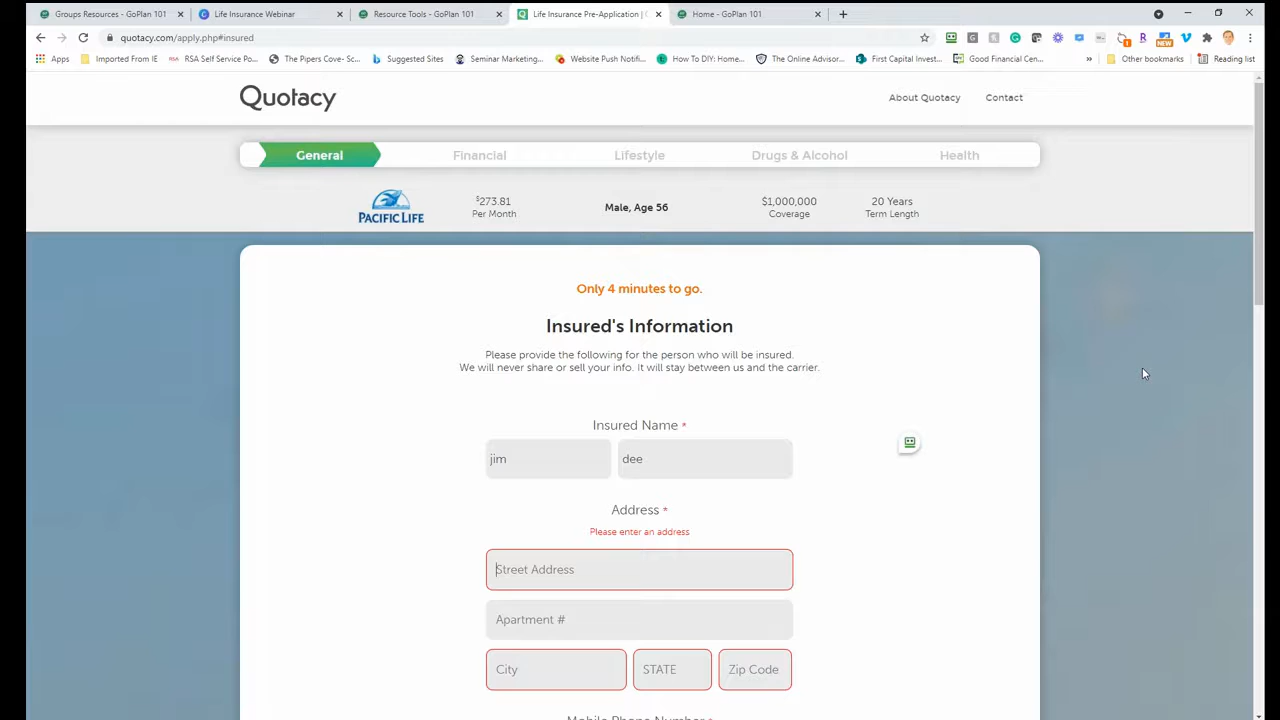 Groups Resources - GoPlan 101
Life Insurance Webinar
Resource Tools - GoPlan 101
Life Insurance Pre-Application |
Home - GoPlan 101
quotacy.com/apply.php#insured
Apps
Imported From IE
RSA Self Service Po...
The Pipers Cove- Sc...
Suggested Sites
Seminar Marketing...
Website Push Notifi...
How To DIY: Home...
The Online Advisor...
First Capital Invest...
Good Financial Cen...
»
Other bookmarks
Reading list
NEW
Quotacy
About Quotacy
Contact
General
Financial
Lifestyle
Drugs & Alcohol
Health
PACIFIC LIFE
$273.81
Per Month
Male, Age 56
$1,000,000
Coverage
20 Years
Term Length
Only 4 minutes to go.
Insured's Information
Please provide the following for the person who will be insured.
We will never share or sell your info. It will stay between us and the carrier.
Insured Name *
jim
dee
Address *
Please enter an address
Street Address
Apartment #
City
STATE
Zip Code
Mobile Phone Number *